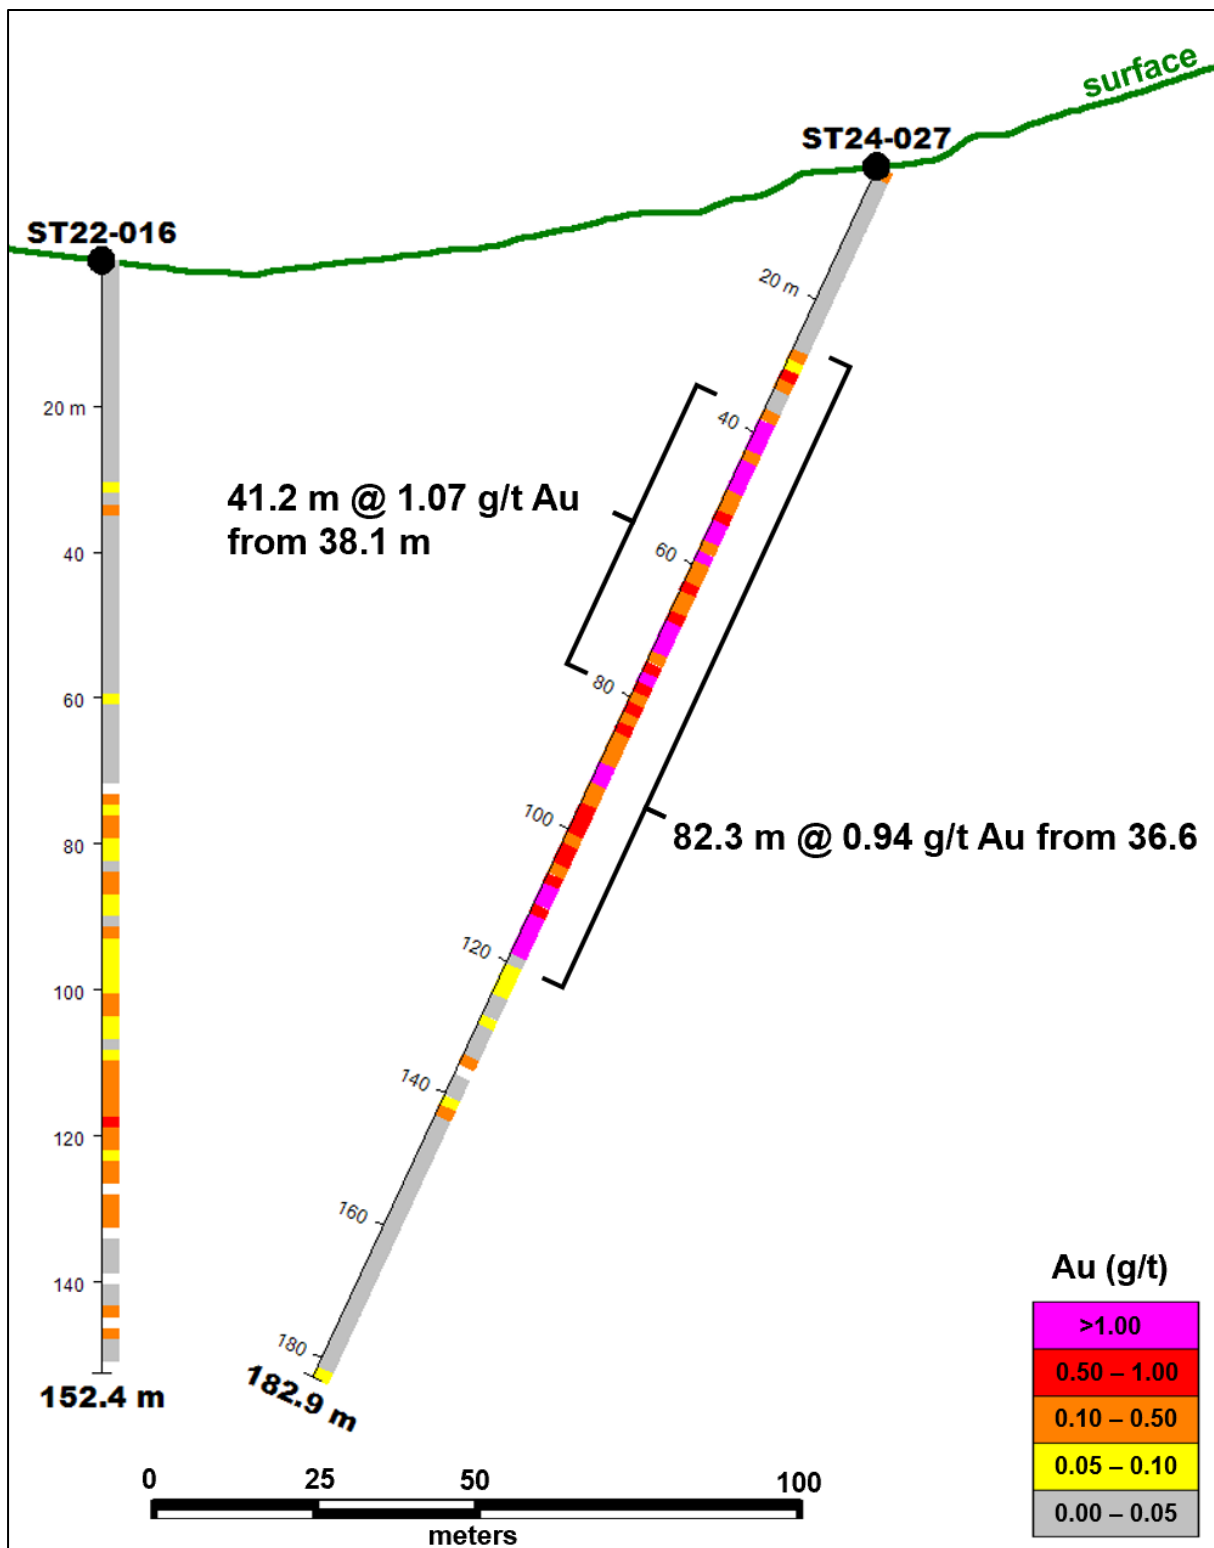 surface
ST24-027
ST22-016
20 m
40
60
80
100
120
140
152.4 m
20 m
40
60
80
100
120
140
160
180
182.9 m
41.2 m @ 1.07 g/t Au
from 38.1 m
82.3 m @ 0.94 g/t Au from 36.6
Au (g/t)
>1.00
0.50 – 1.00
0.10 – 0.50
0.05 – 0.10
0.00 – 0.05
0 25 50 100
meters